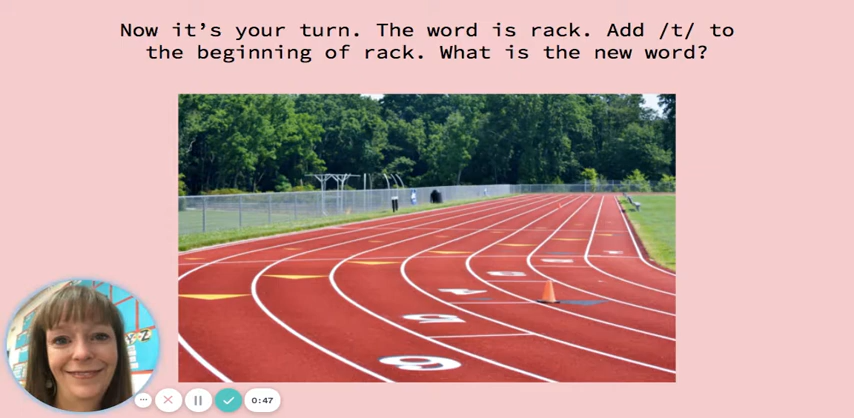 Now it's your turn. The word is rack. Add /t/ to
the beginning of rack. What is the new word?
6
0:47